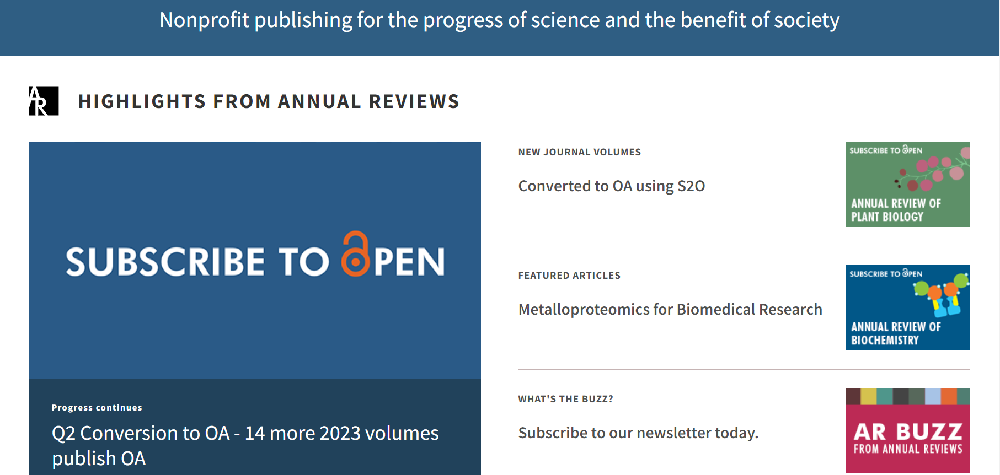 Nonprofit publishing for the progress of science and the benefit of society
AR
HIGHLIGHTS FROM ANNUAL REVIEWS
SUBSCRIBE TO OPEN
Progress continues
Q2 Conversion to OA - 14 more 2023 volumes
publish OA
NEW JOURNAL VOLUMES
Converted to OA using S2O
SUBSCRIBE TO OPEN
ANNUAL REVIEW OF
PLANT BIOLOGY
FEATURED ARTICLES
Metalloproteomics for Biomedical Research
SUBSCRIBE TO OPEN
ANNUAL REVIEW OF
BIOCHEMISTRY
WHAT'S THE BUZZ?
Subscribe to our newsletter today.
AR BUZZ
FROM ANNUAL REVIEWS